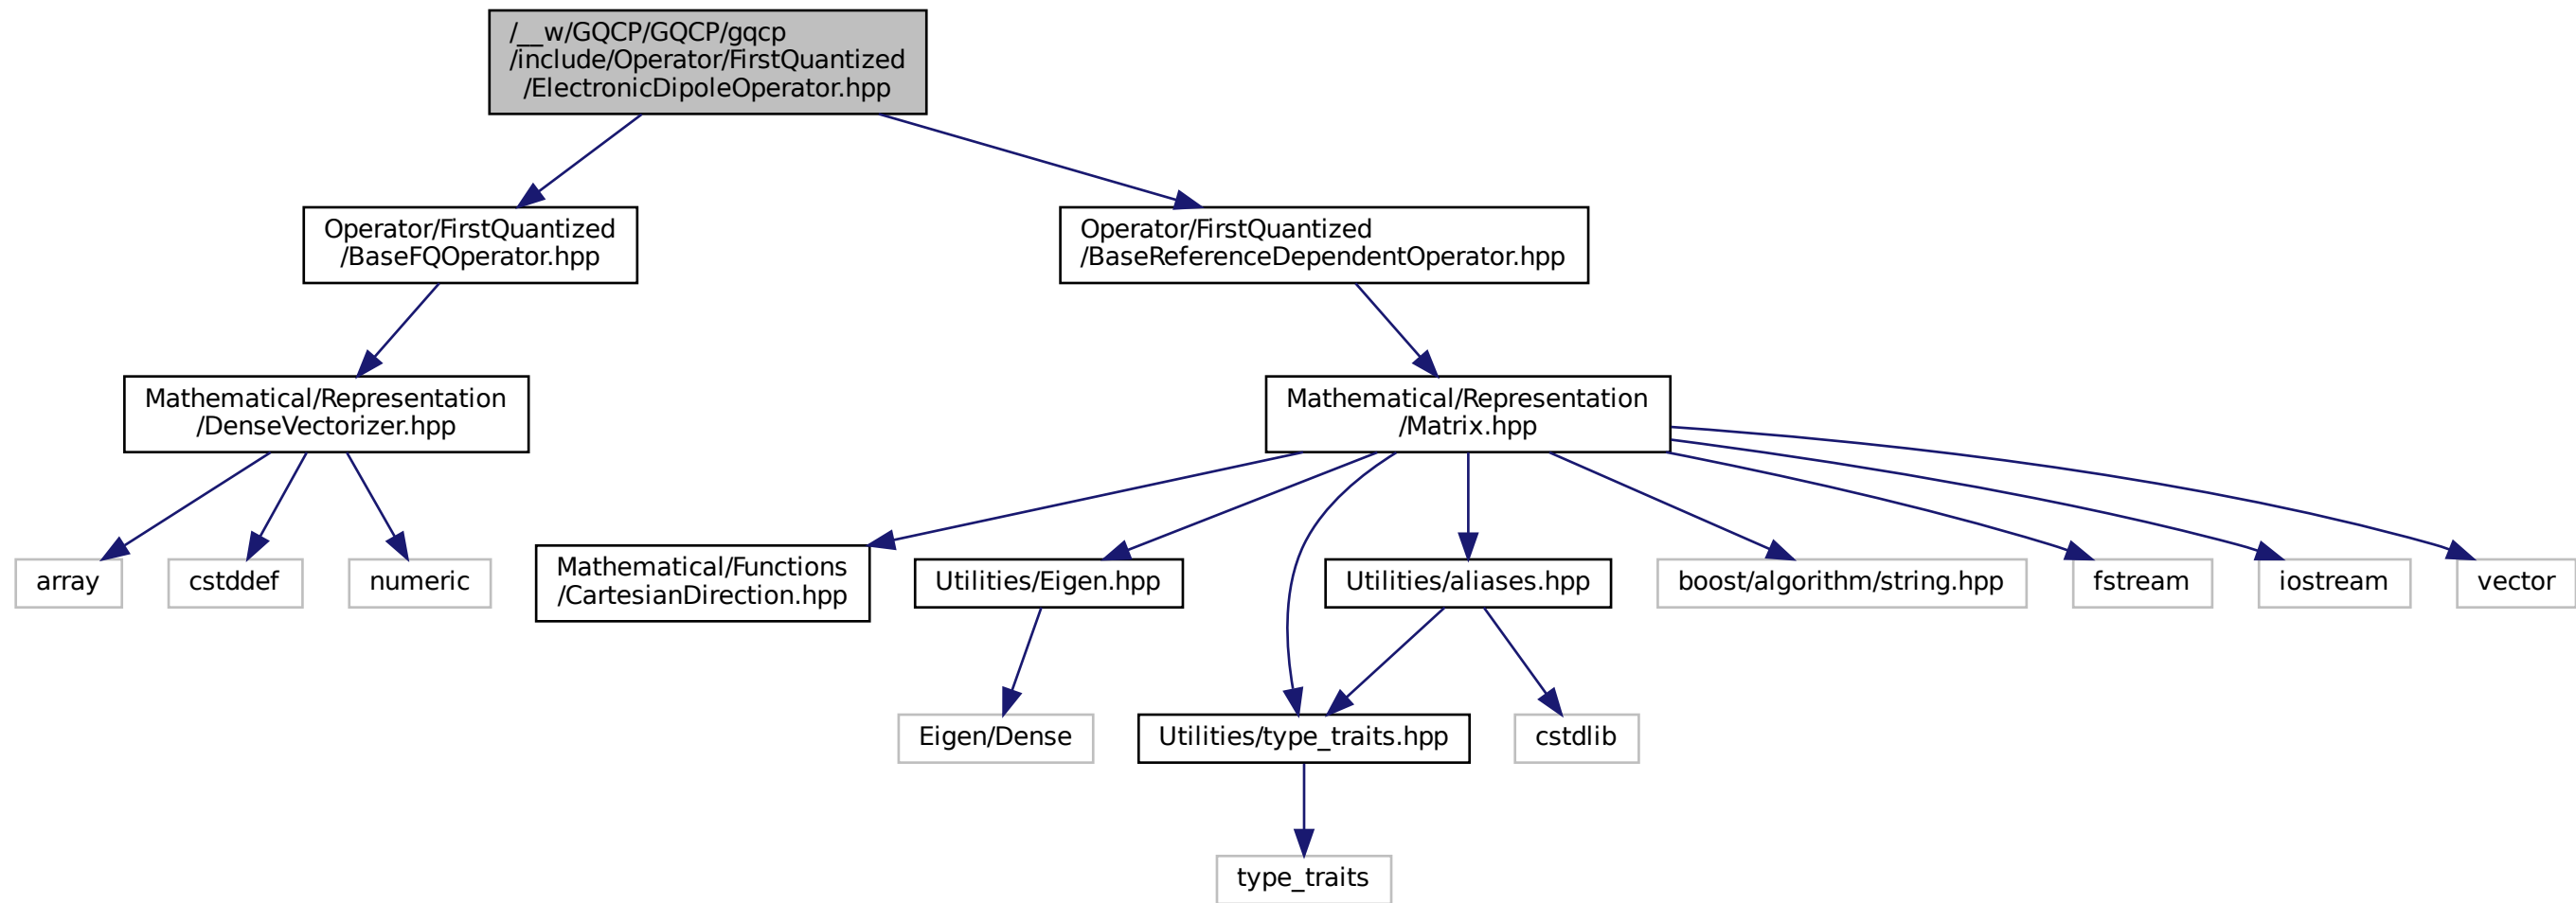 /__w/GQCP/GQCP/gqcp
/include/Operator/FirstQuantized
/ElectronicDipoleOperator.hpp
Operator/FirstQuantized
/BaseFQOperator.hpp
Operator/FirstQuantized
/BaseReferenceDependentOperator.hpp
Mathematical/Representation
/DenseVectorizer.hpp
Mathematical/Representation
/Matrix.hpp
array
cstddef
numeric
Mathematical/Functions
/CartesianDirection.hpp
Utilities/Eigen.hpp
Utilities/aliases.hpp
boost/algorithm/string.hpp
fstream
iostream
vector
Eigen/Dense
Utilities/type_traits.hpp
cstdlib
type_traits